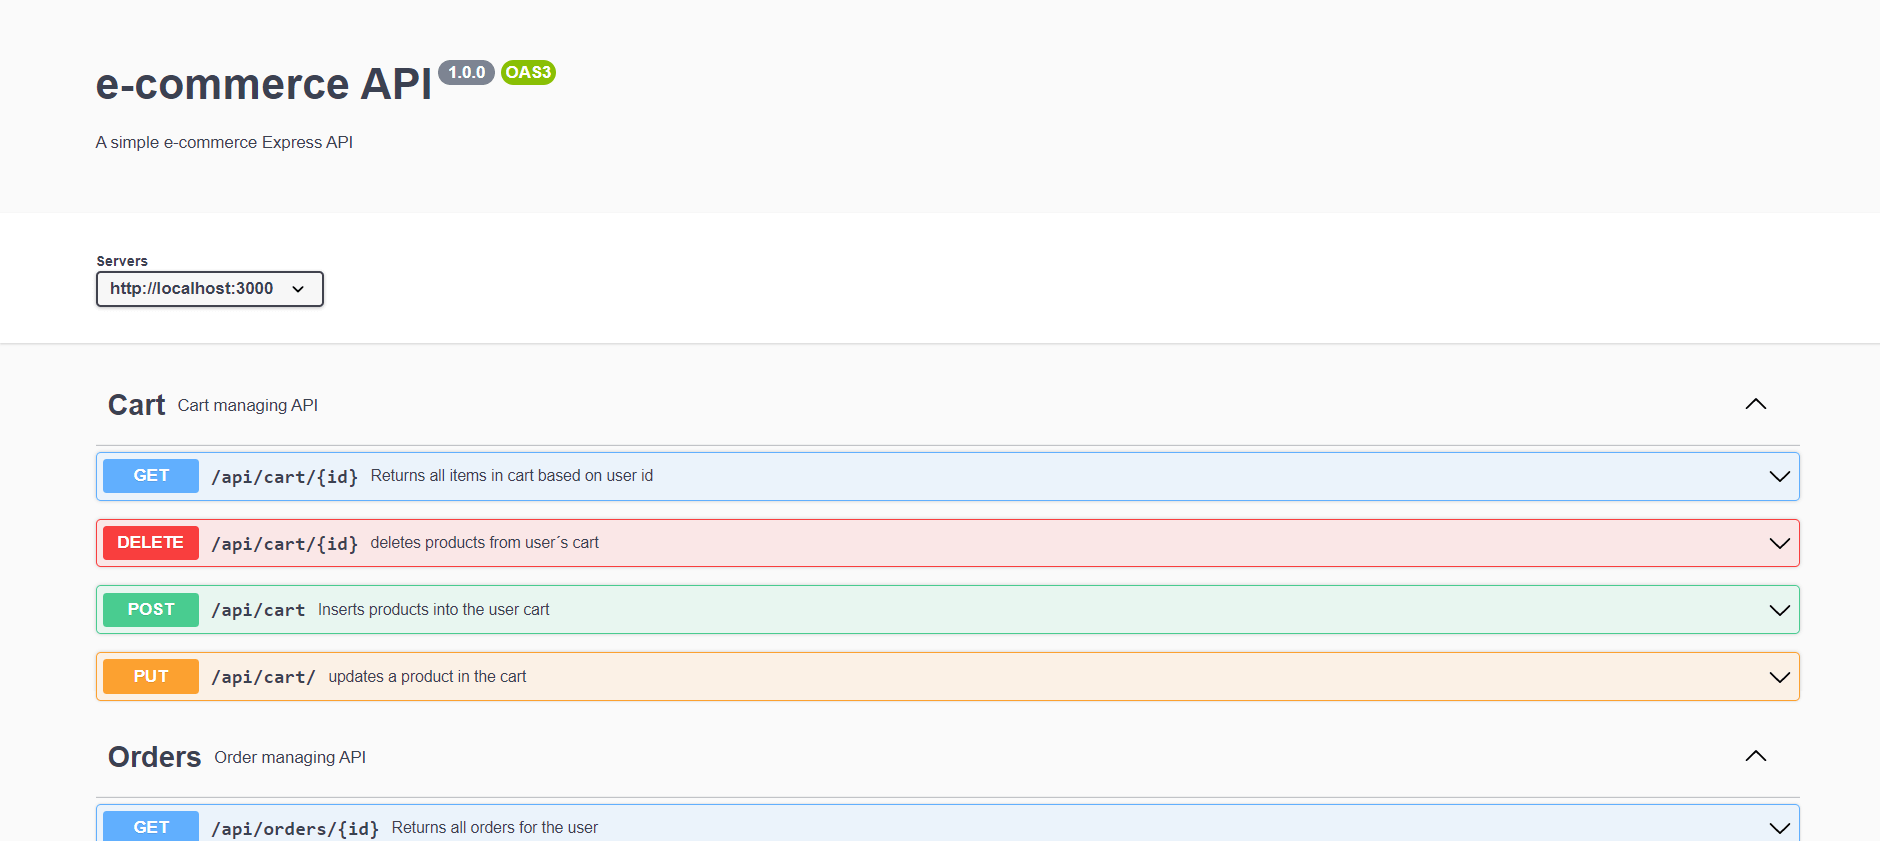 e-commerce API 1.0.0 OAS3
A simple e-commerce Express API
Servers
http://localhost:3000
Cart Cart managing API
GET /api/cart/{id} Returns all items in cart based on user id
DELETE /api/cart/{id} deletes products from user´s cart
POST /api/cart Inserts products into the user cart
PUT /api/cart/ updates a product in the cart
Orders Order managing API
GET /api/orders/{id} Returns all orders for the user